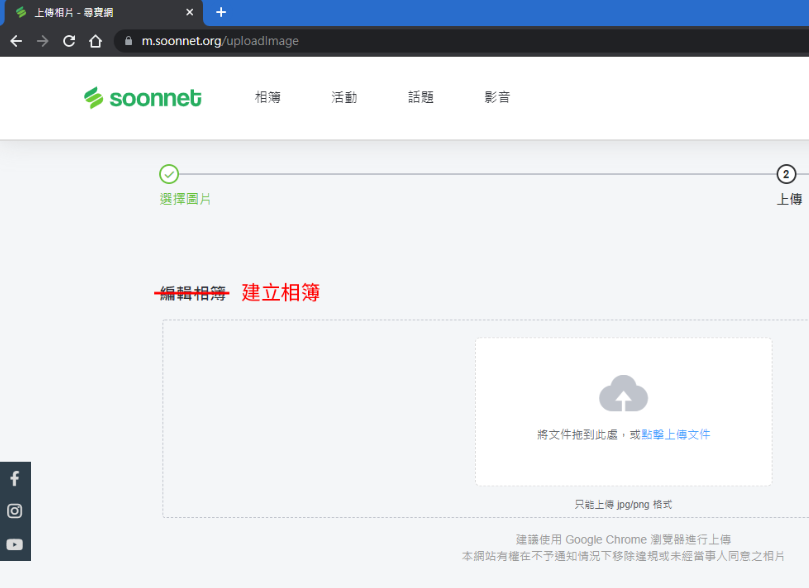 上傳相片 - 尋寶網
m.soonnet.org/uploadImage
soonnet 相簿 活動 話題 影音
2
選擇圖片 上傳
編輯相簿 建立相簿
將文件拖到此處，或點擊上傳文件
只能上傳 jpg/png 格式
建議使用 Google Chrome 瀏覽器進行上傳
本網站有權在不予通知情況下移除違規或未經當事人同意之相片